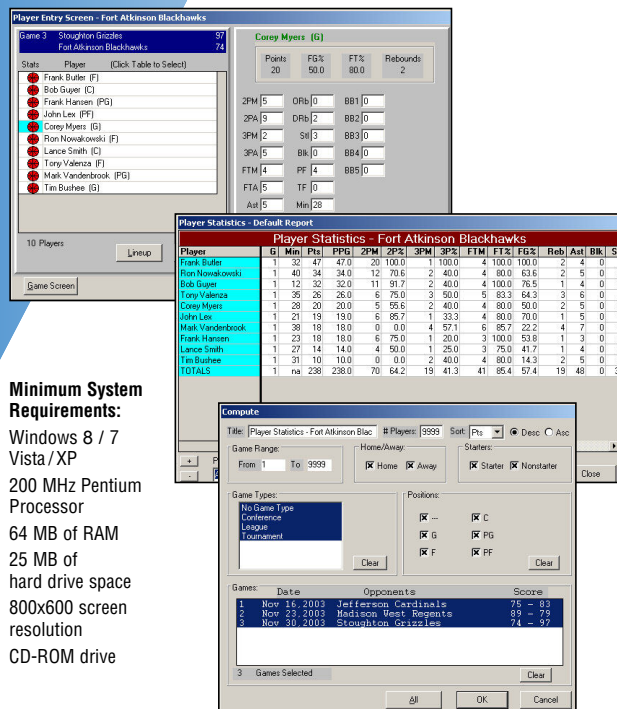 Player Entry Screen - Fort Atkinson Blackhawks
Game 3 Stoughton Grizzles 97
Fort Atkinson Blackhawks 74
Stats Player (Click Table to Select)
Frank Butler (F)
Bob Guyer (C)
Frank Hansen (PG)
John Lex (PF)
Corey Myers (G)
Ron Nowakowski (F)
Lance Smith (C)
Tony Valenza (F)
Mark Vandenbrook (PG)
Tim Bushee (G)
10 Players
Lineup
Game Screen
Corey Myers (G)
Points FG% FT% Rebounds
20 50.0 80.0 2
2PM 5 ORb 0 BB1 0
2PA 9 DRb 2 BB2 0
3PM 2 Stl 3 BB3 0
3PA 5 Blk 0 BB4 0
FTM 4 PF 4 BB5 0
FTA 5 TF 0
Ast 5 Min 28
Player Statistics - Default Report
Player Statistics - Fort Atkinson Blackhawks
Player G Min Pts PPG 2PM 2P% 3PM 3P% FTM FT% FG% Reb Ast Blk S
Frank Butler 1 32 47 47.0 20 100.0 1 100.0 4 100.0 100.0 2 4 0
Ron Nowakowski 1 40 34 34.0 12 70.6 2 40.0 4 80.0 63.6 2 5 0
Bob Guyer 1 12 32 32.0 11 91.7 2 40.0 4 100.0 76.5 1 4 0
Tony Valenza 1 35 26 26.0 6 75.0 3 50.0 5 83.3 64.3 3 6 0
Corey Myers 1 28 20 20.0 5 55.6 2 40.0 4 80.0 50.0 2 5 0
John Lex 1 21 19 19.0 6 85.7 1 33.3 4 80.0 70.0 1 5 0
Mark Vandenbrook 1 38 18 18.0 0 0.0 4 57.1 6 85.7 22.2 4 7 0
Frank Hansen 1 23 18 18.0 6 75.0 1 20.0 3 100.0 53.8 1 3 0
Lance Smith 1 27 14 14.0 4 50.0 1 25.0 3 75.0 41.7 1 4 0
Tim Bushee 1 31 10 10.0 0 0.0 2 40.0 4 80.0 14.3 2 5 0
TOTALS 1 na 238 238.0 70 64.2 19 41.3 41 85.4 57.4 19 48 0 3
+ P
-
Close
Compute
Title: Player Statistics - Fort Atkinson Blac # Players: 9999 Sort: Pts Desc Asc
Game Range: Home/Away: Starters:
From 1 To 9999 Home Away Starter Nonstarter
Game Types: Positions:
No Game Type
Conference
League
Tournament
Clear
--- C
G PG
F PF
Clear
Games: Date Opponents Score
1 Nov 16,2003 Jefferson Cardinals 75 - 83
2 Nov 23,2003 Madison West Regents 89 - 79
3 Nov 30,2003 Stoughton Grizzles 74 - 97
3 Games Selected
Clear
All OK Cancel
Minimum System
Requirements:
Windows 8 / 7
Vista/XP
200 MHz Pentium
Processor
64 MB of RAM
25 MB of
hard drive space
800x600 screen
resolution
CD-ROM drive